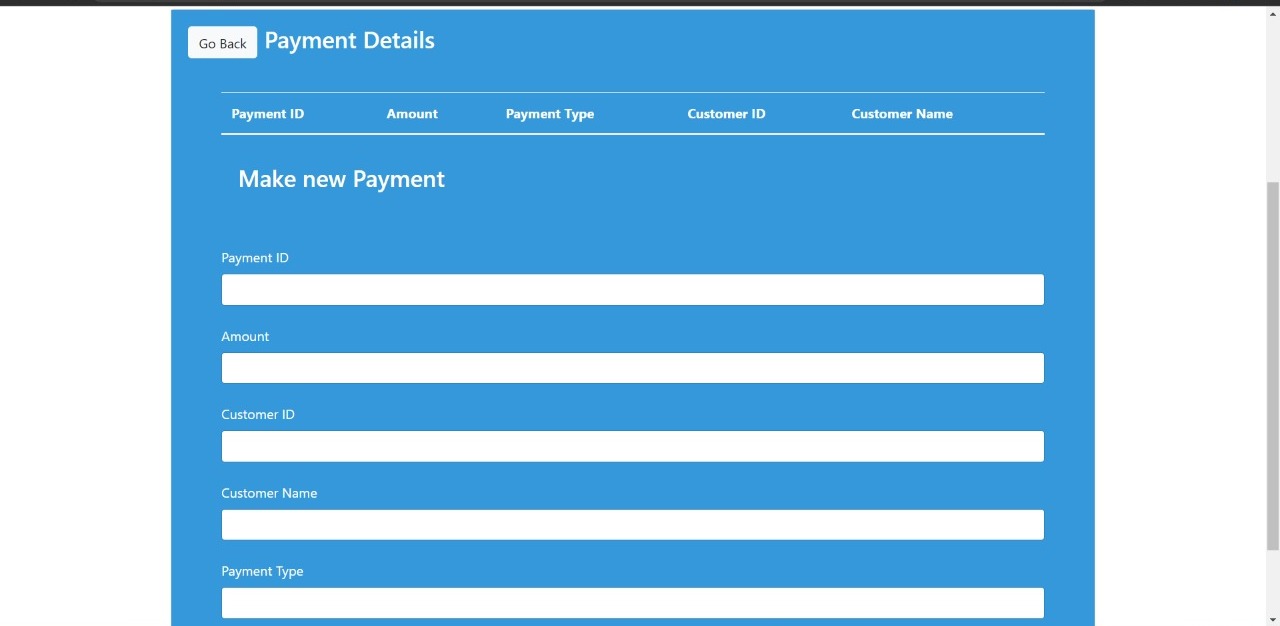 Go Back Payment Details
Payment ID Amount Payment Type Customer ID Customer Name
Make new Payment
Payment ID
Amount
Customer ID
Customer Name
Payment Type